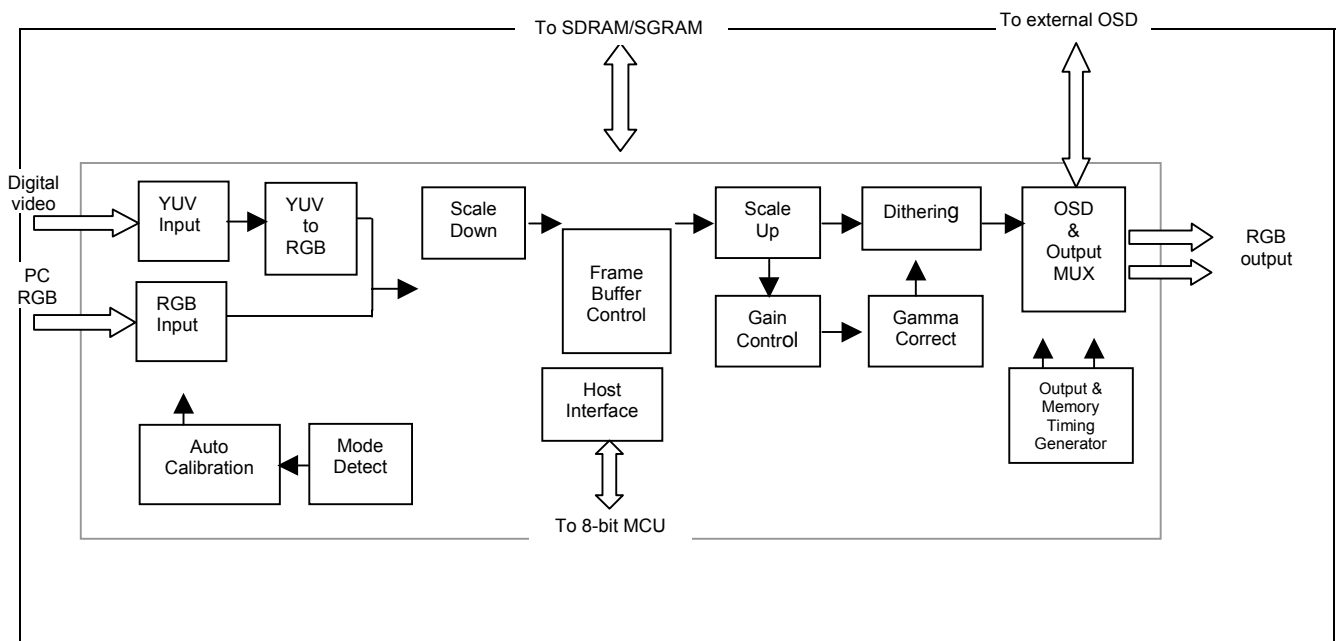 To SDRAM/SGRAM
To external OSD
Digital
video
YUV
Input
YUV
to
RGB
Scale
Down
Scale
Up
Dithering
OSD
&
Output
MUX
RGB
output
PC
RGB
RGB
Input
Frame
Buffer
Control
Gain
Control
Gamma
Correct
Host
Interface
Output &
Memory
Timing
Generator
Auto
Calibration
Mode
Detect
To 8-bit MCU